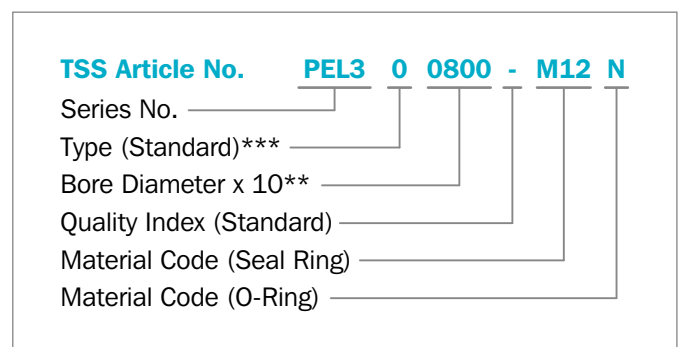 TSS Article No. PEL3 0 0800 - M12 N
Series No.
Type (Standard)***
Bore Diameter x 10**
Quality Index (Standard)
Material Code (Seal Ring)
Material Code (O-Ring)